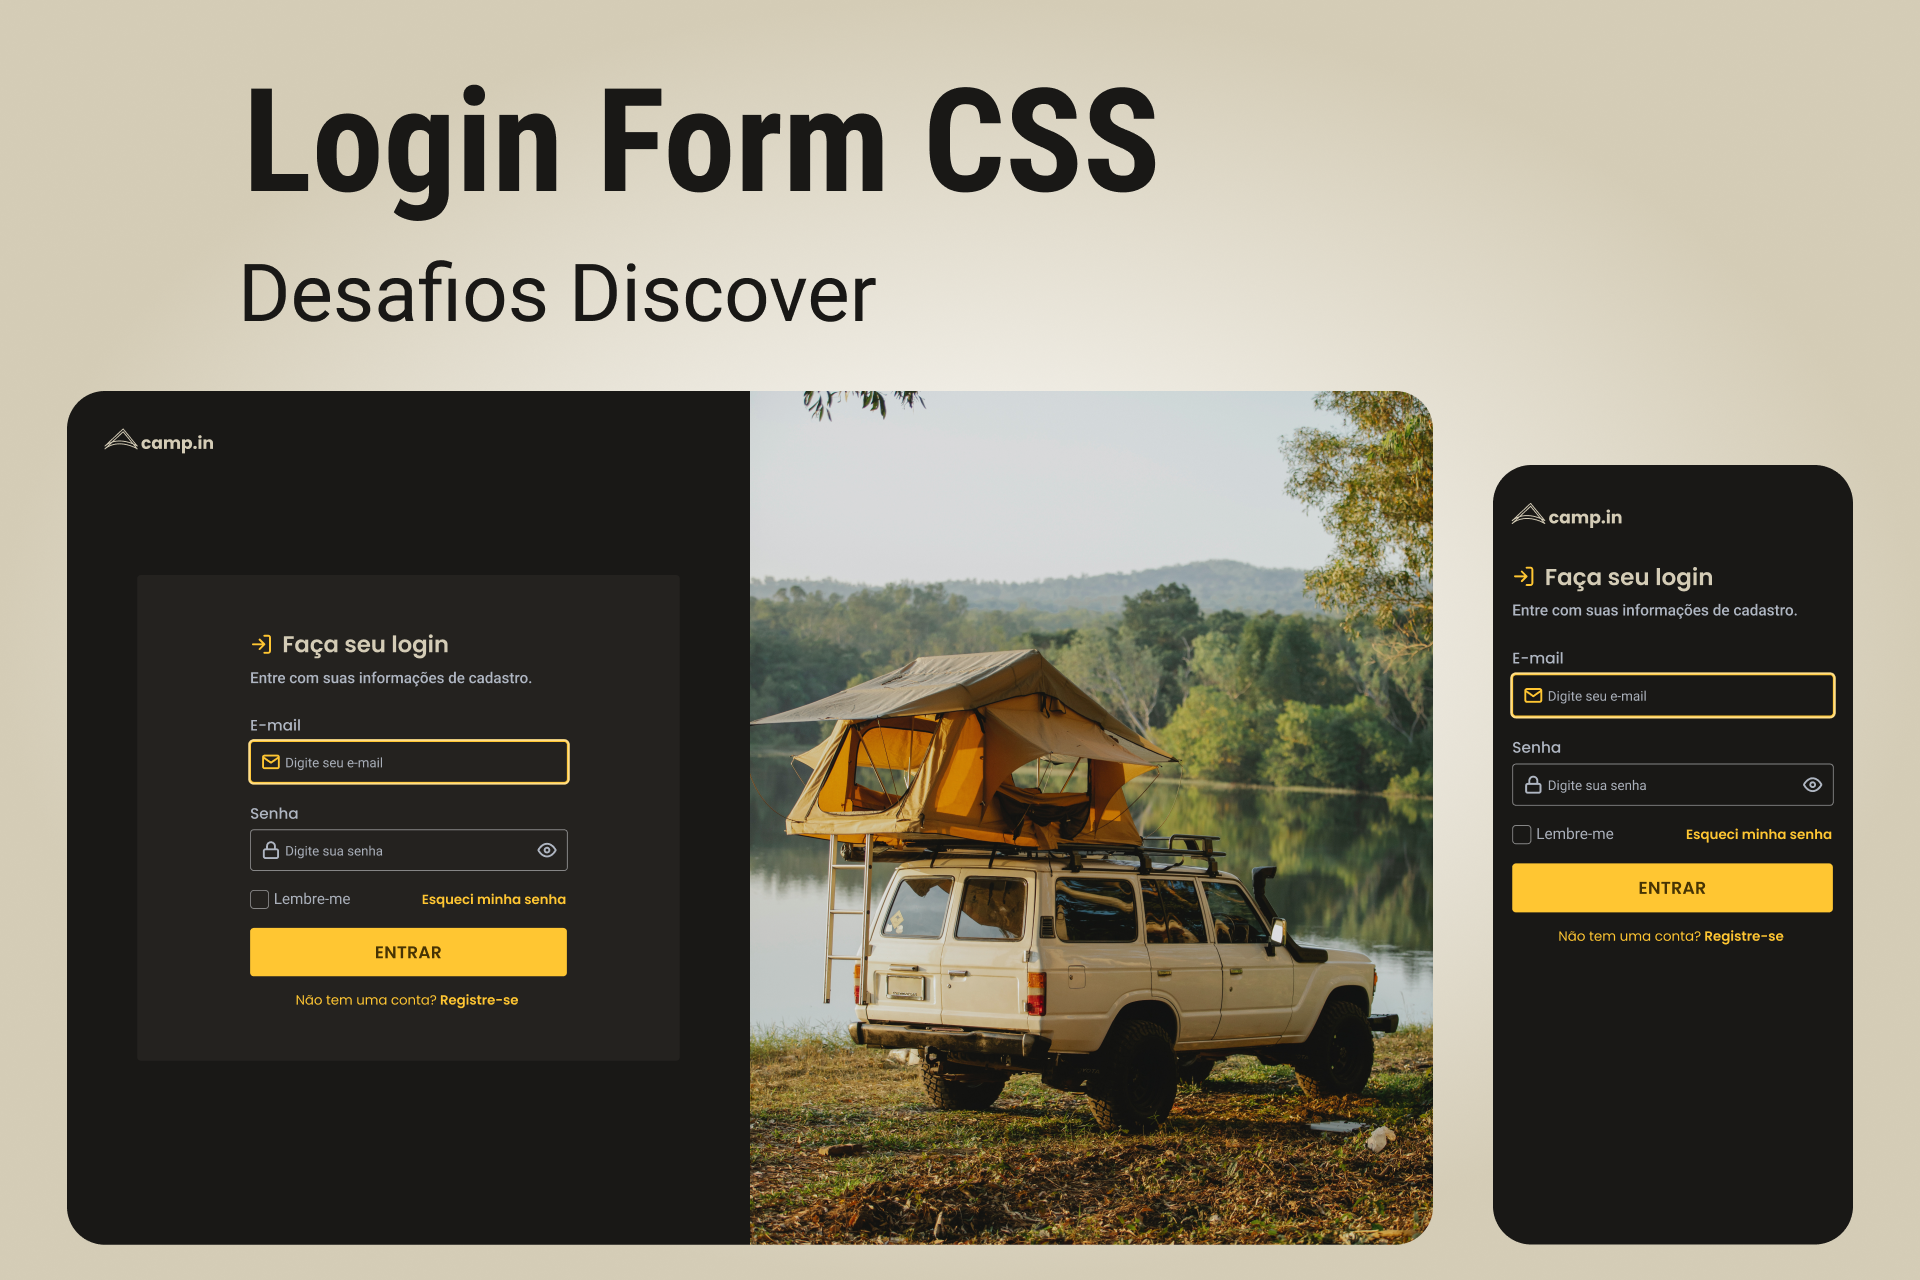 Login Form CSS
Desafios Discover
camp.in
Faça seu login
Entre com suas informações de cadastro.
E-mail
Digite seu e-mail
Senha
Digite sua senha
Lembre-me Esqueci minha senha
ENTRAR
Não tem uma conta? Registre-se
camp.in
Faça seu login
Entre com suas informações de cadastro.
E-mail
Digite seu e-mail
Senha
Digite sua senha
Lembre-me Esqueci minha senha
ENTRAR
Não tem uma conta? Registre-se